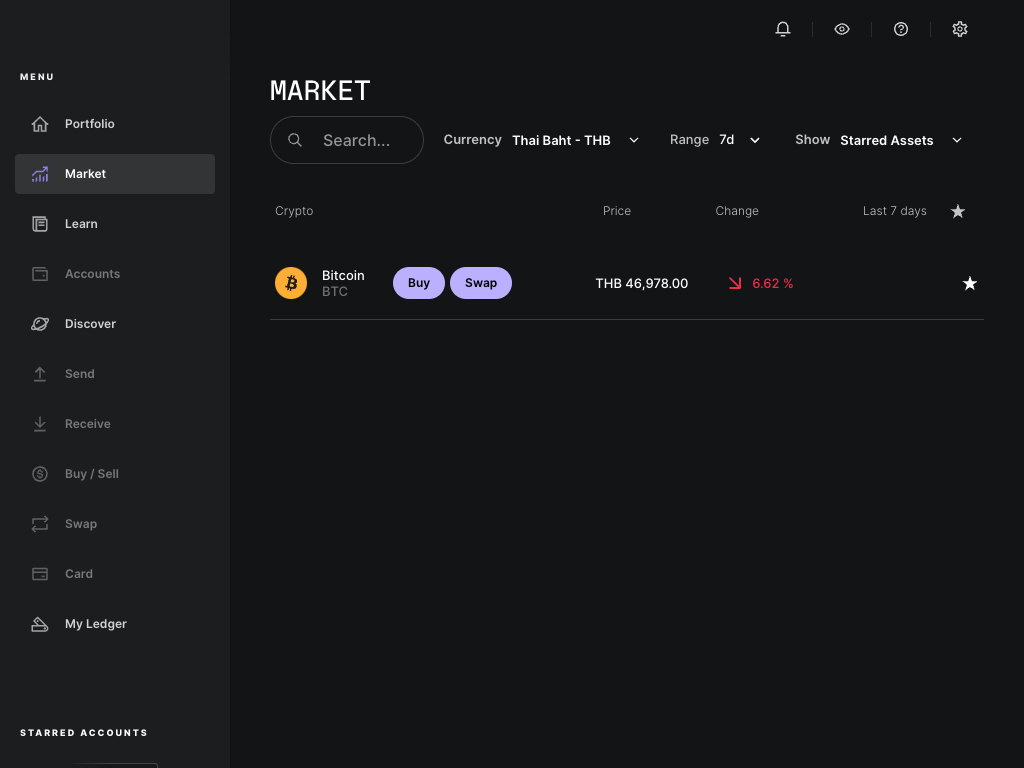 MENU
Portfolio
Market
Learn
Accounts
Discover
Send
Receive
Buy / Sell
Swap
Card
My Ledger
STARRED ACCOUNTS
MARKET
Search...
Currency Thai Baht - THB
Range 7d
Show Starred Assets
Crypto Price Change Last 7 days
Bitcoin
BTC
Buy Swap
THB 46,978.00
6.62 %